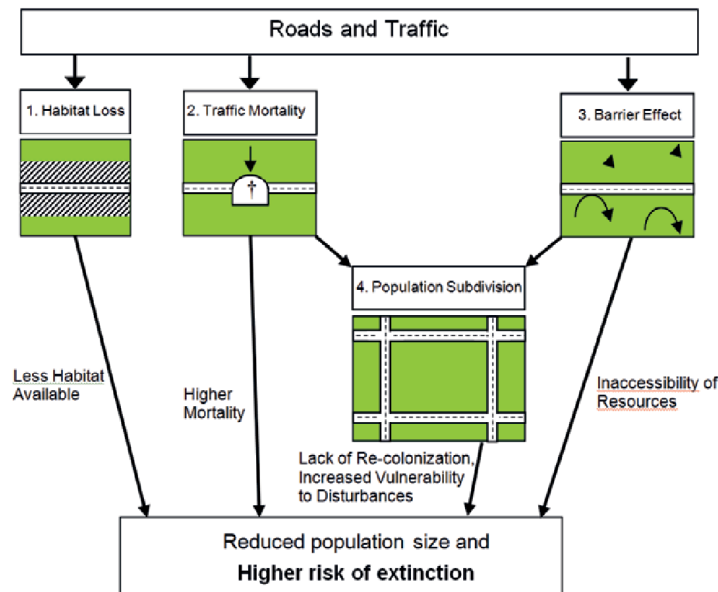 Roads and Traffic
1. Habitat Loss
2. Traffic Mortality
3. Barrier Effect
†
4. Population Subdivision
Less Habitat
Available
Higher
Mortality
Inaccessibility of
Resources
Lack of Re-colonization,
Increased Vulnerability
to Disturbances
Reduced population size and
Higher risk of extinction